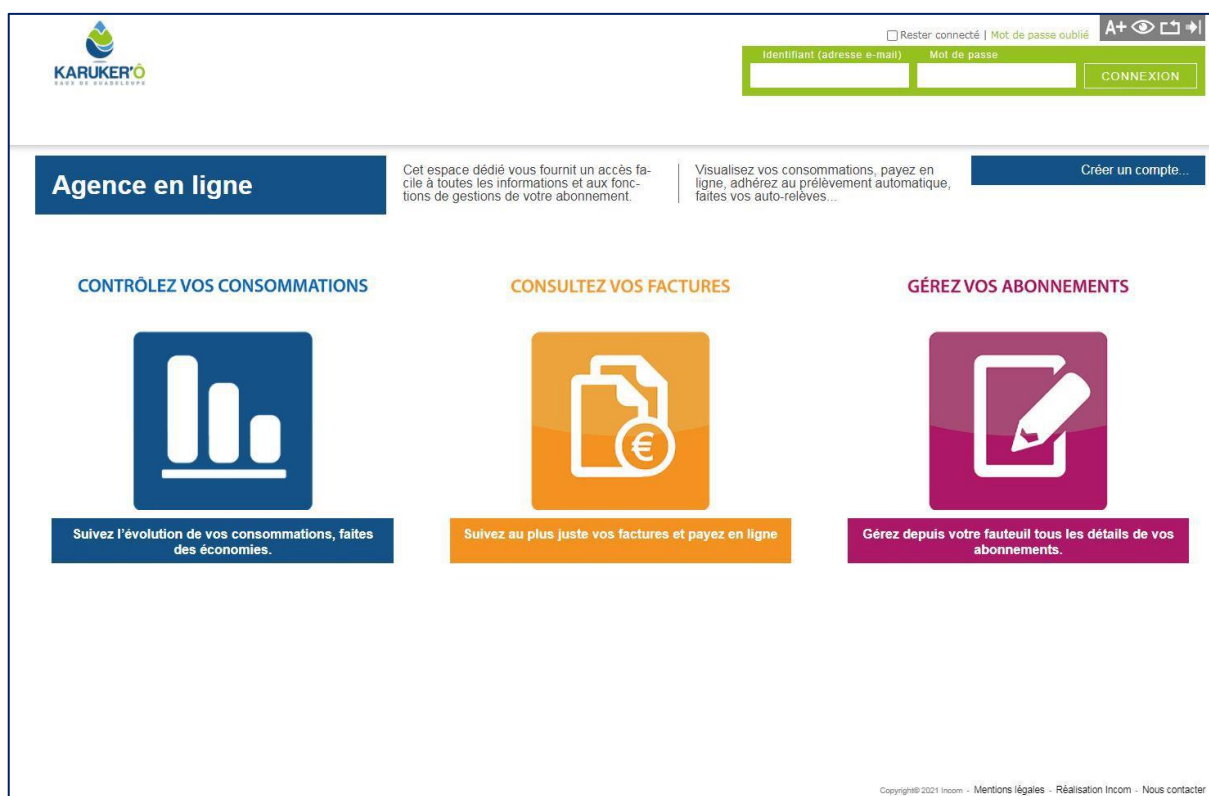 KARUKER'Ô
EAUX DE GUADELOUPE
Rester connecté | Mot de passe oublié
A+
Identifiant (adresse e-mail) Mot de passe
CONNEXION
Agence en ligne
Cet espace dédié vous fournit un accès fa-
cile à toutes les informations et aux fonc-
tions de gestions de votre abonnement.
Visualisez vos consommations, payez en
ligne, adhérez au prélèvement automatique,
faites vos auto-relèves...
Créer un compte...
CONTRÔLEZ VOS CONSOMMATIONS
CONSULTEZ VOS FACTURES
GÉREZ VOS ABONNEMENTS
€
Suivez l'évolution de vos consommations, faites
des économies.
Suivez au plus juste vos factures et payez en ligne
Gérez depuis votre fauteuil tous les détails de vos
abonnements.
Copyright© 2021 Incom - Mentions légales - Réalisation Incom - Nous contacter